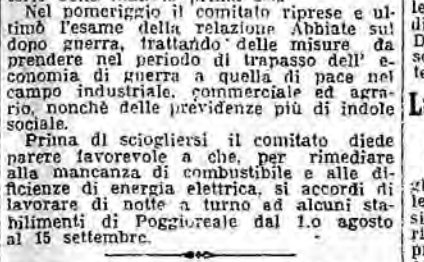 Nel pomeriggio il comitato riprese e ul-
timò l'esame della relazione Abbiate sul
dopo guerra, trattando delle misure da
prendere nel periodo di trapasso dell' e-
conomia di guerra a quella di pace nel
campo industriale, commerciale ed agra-
rio, nonchè delle previdenze più di indole
sociale.
Prima di sciogliersi il comitato diede
parere favorevole a che, per rimediare
alla mancanza di combustibile e alle di-
ficienze di energia elettrica, si accordi di
lavorare di notte a turno ad alcuni sta-
bilimenti di Poggioreale dal 1.o agosto
al 15 settembre.